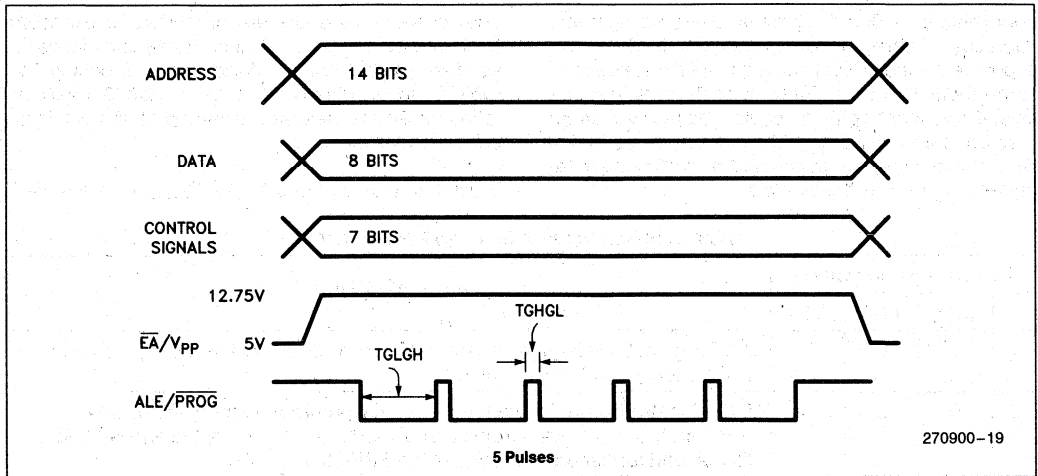 ADDRESS
14 BITS
DATA
8 BITS
CONTROL
SIGNALS
7 BITS
12.75V
TGHGL
EA/VPP
5V
TGLGH
ALE/PROG
270900-19
5 Pulses